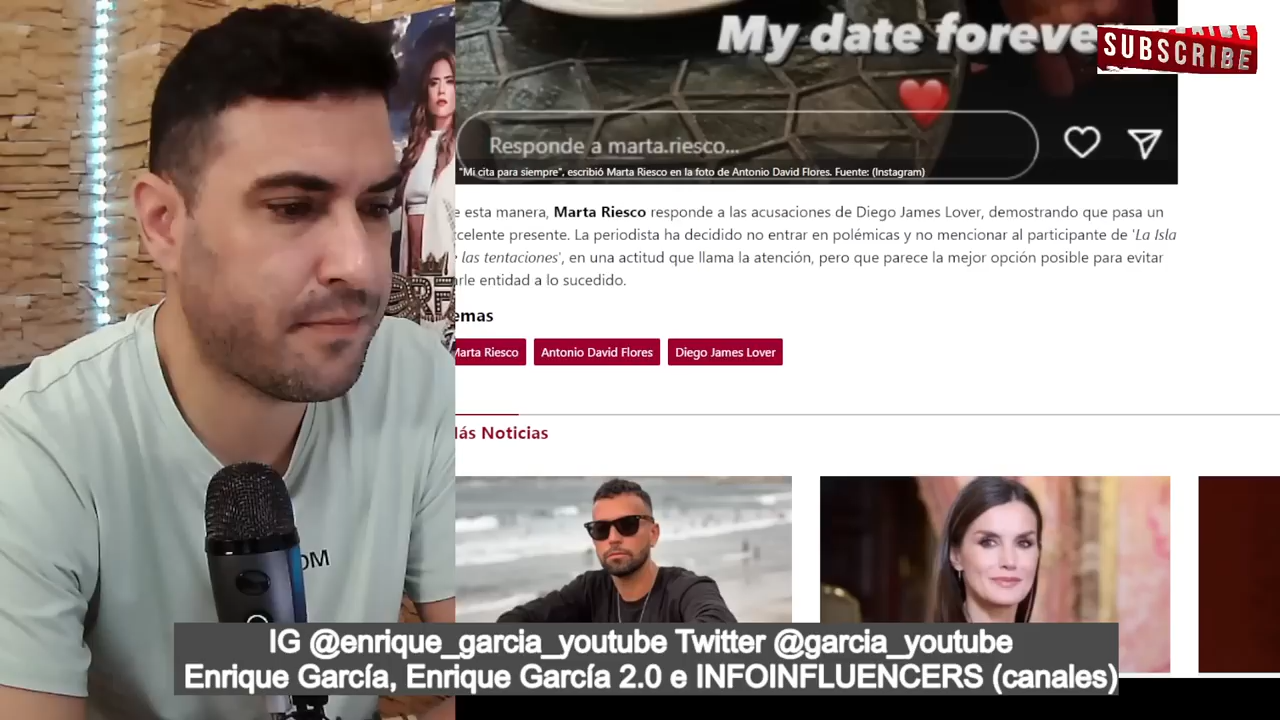 My date foreve
SUBSCRIBE
Responde a marta.riesco...
"Mi cita para siempre", escribió Marta Riesco en la foto de Antonio David Flores. Fuente: (Instagram)
e esta manera, Marta Riesco responde a las acusaciones de Diego James Lover, demostrando que pasa un
celente presente. La periodista ha decidido no entrar en polémicas y no mencionar al participante de 'La Isla
las tentaciones', en una actitud que llama la atención, pero que parece la mejor opción posible para evitar
rle entidad a lo sucedido.
emas
Marta Riesco
Antonio David Flores
Diego James Lover
ás Noticias
OM
IG @enrique_garcia_youtube Twitter @garcia_youtube
Enrique García, Enrique García 2.0 e INFOINFLUENCERS (canales)